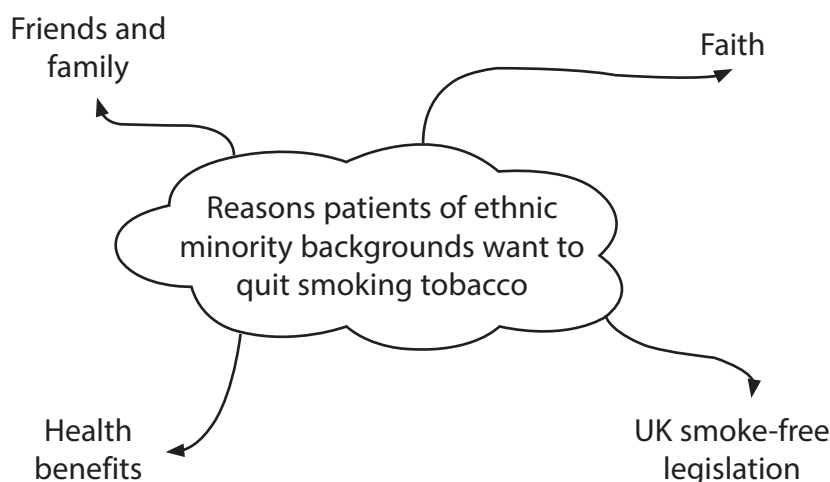 Friends and
family
Faith
Reasons patients of ethnic
minority backgrounds want to
quit smoking tobacco
Health
benefits
UK smoke-free
legislation